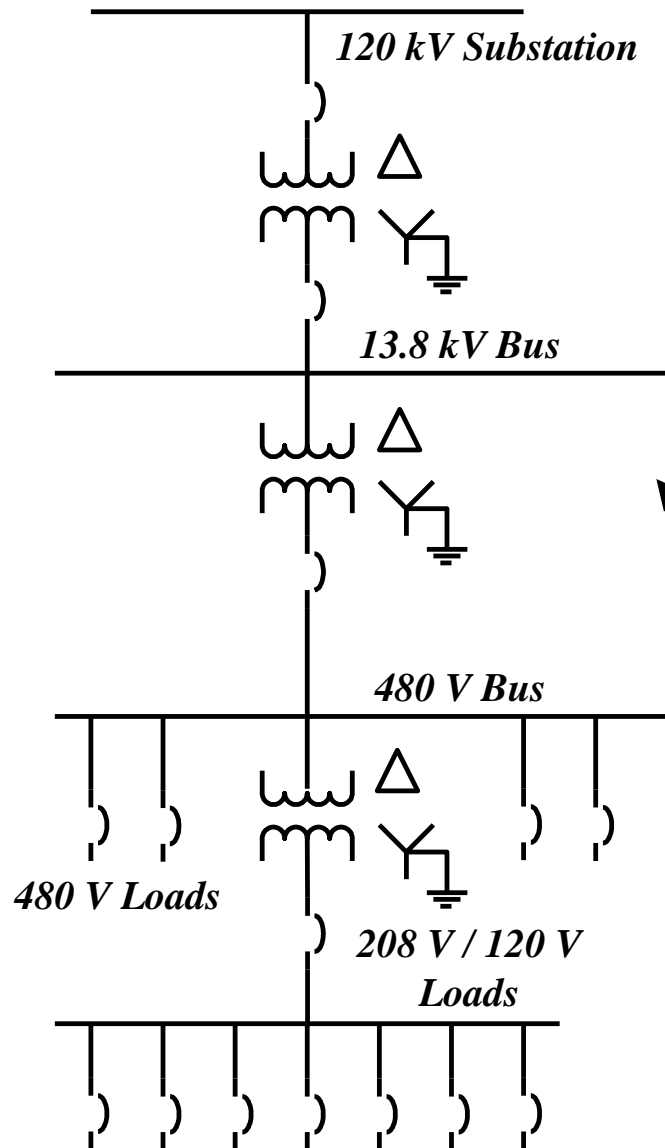 120 kV Substation
13.8 kV Bus
480 V Bus
480 V Loads
208 V / 120 V
Loads